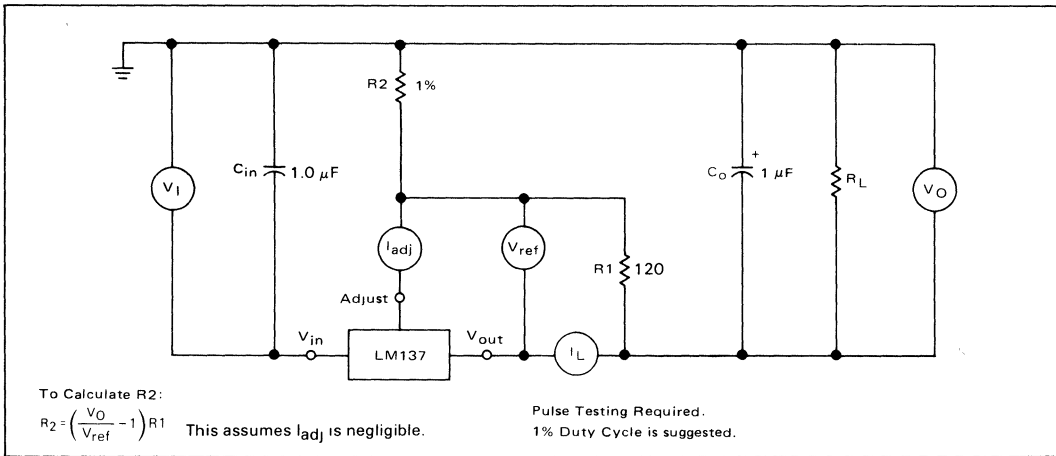 R2 1%
Cin 1.0 μF
VI
Iadj
Vref
R1 120
Co + 1 μF
RL
VO
Adjust
Vin
LM137
Vout
IL
To Calculate R2:
R2 = (VO/Vref - 1) R1
This assumes Iadj is negligible.
Pulse Testing Required.
1% Duty Cycle is suggested.